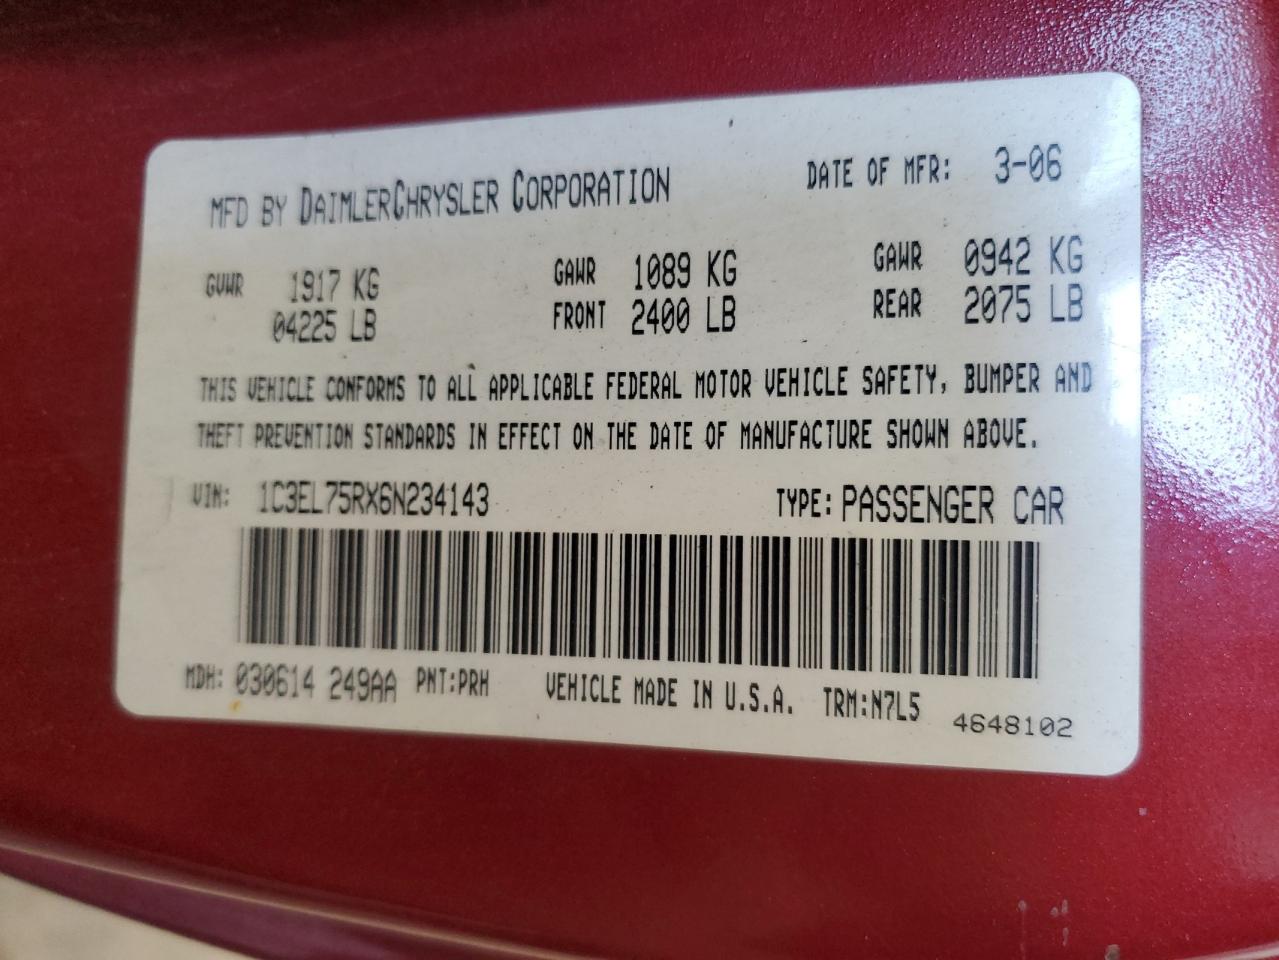 MFD BY DAIMLERCHRYSLER CORPORATION DATE OF MFR: 3-06
GVWR 1917 KG GAWR 1089 KG GAWR 0942 KG
04225 LB FRONT 2400 LB REAR 2075 LB
THIS VEHICLE CONFORMS TO ALL APPLICABLE FEDERAL MOTOR VEHICLE SAFETY, BUMPER AND
THEFT PREVENTION STANDARDS IN EFFECT ON THE DATE OF MANUFACTURE SHOWN ABOVE.
VIN: 1C3EL75RX6N234143 TYPE: PASSENGER CAR
MDH: 030614 249AA PNT:PRH VEHICLE MADE IN U.S.A. TRM:N7L5
4648102